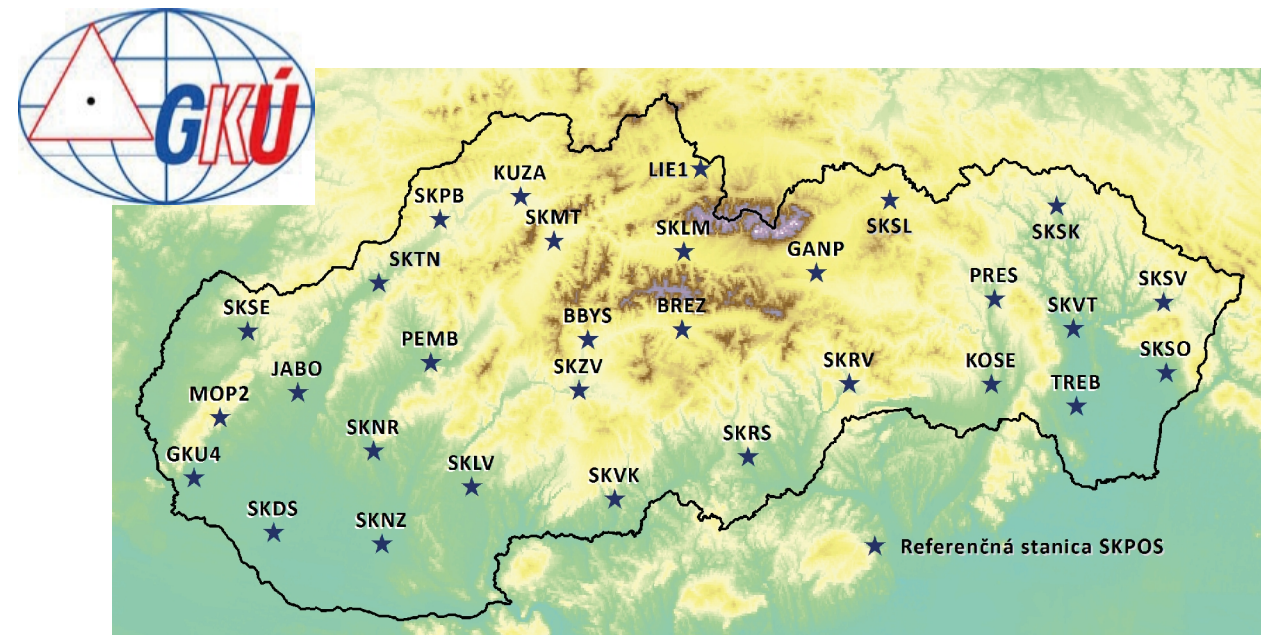 GKÚ
LIE1
KUZA
SKPB
SKMT
SKLM
SKSL
SKSK
SKTN
GANP
PRES
SKSV
SKSE
BBYS
BREZ
SKVT
PEMB
SKZV
SKRV
KOSE
SKSO
JABO
TREB
MOP2
SKNR
SKRS
GKU4
SKLV
SKVK
SKDS
SKNZ
Referenčná stanica SKPOS